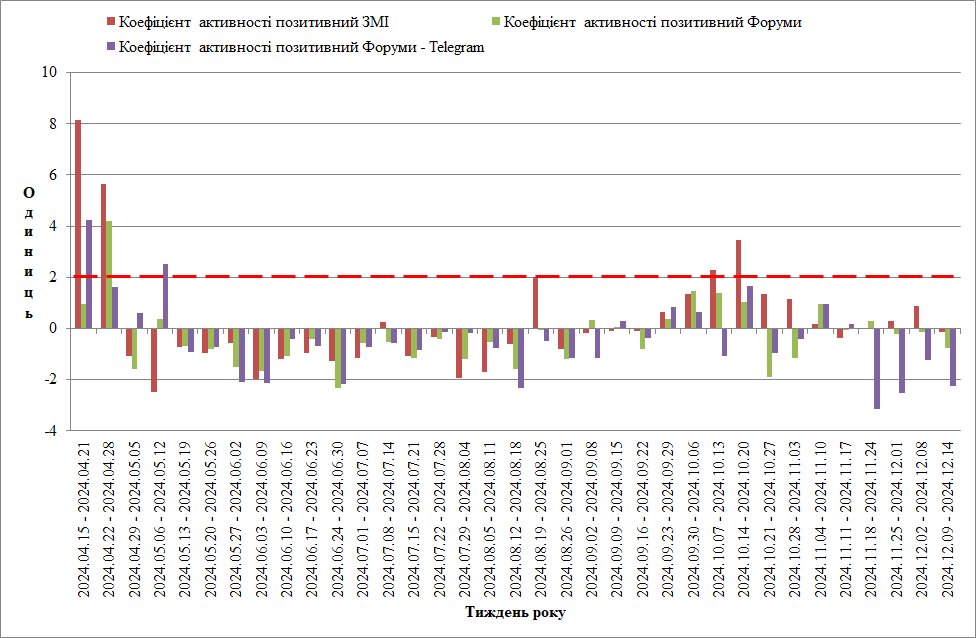 Коефіцієнт активності позитивний ЗМІ
Коефіцієнт активності позитивний Форуми
Коефіцієнт активності позитивний Форуми - Telegram
10
8
6
4
2
0
-2
-4
Одиниць
2024.04.15 - 2024.04.21
2024.04.22 - 2024.04.28
2024.04.29 - 2024.05.05
2024.05.06 - 2024.05.12
2024.05.13 - 2024.05.19
2024.05.20 - 2024.05.26
2024.05.27 - 2024.06.02
2024.06.03 - 2024.06.09
2024.06.10 - 2024.06.16
2024.06.17 - 2024.06.23
2024.06.24 - 2024.06.30
2024.07.01 - 2024.07.07
2024.07.08 - 2024.07.14
2024.07.15 - 2024.07.21
2024.07.22 - 2024.07.28
2024.07.29 - 2024.08.04
2024.08.05 - 2024.08.11
2024.08.12 - 2024.08.18
2024.08.19 - 2024.08.25
2024.08.26 - 2024.09.01
2024.09.02 - 2024.09.08
2024.09.09 - 2024.09.15
2024.09.16 - 2024.09.22
2024.09.23 - 2024.09.29
2024.09.30 - 2024.10.06
2024.10.07 - 2024.10.13
2024.10.14 - 2024.10.20
2024.10.21 - 2024.10.27
2024.10.28 - 2024.11.03
2024.11.04 - 2024.11.10
2024.11.11 - 2024.11.17
2024.11.18 - 2024.11.24
2024.11.25 - 2024.12.01
2024.12.02 - 2024.12.08
2024.12.09 - 2024.12.14
Тиждень року